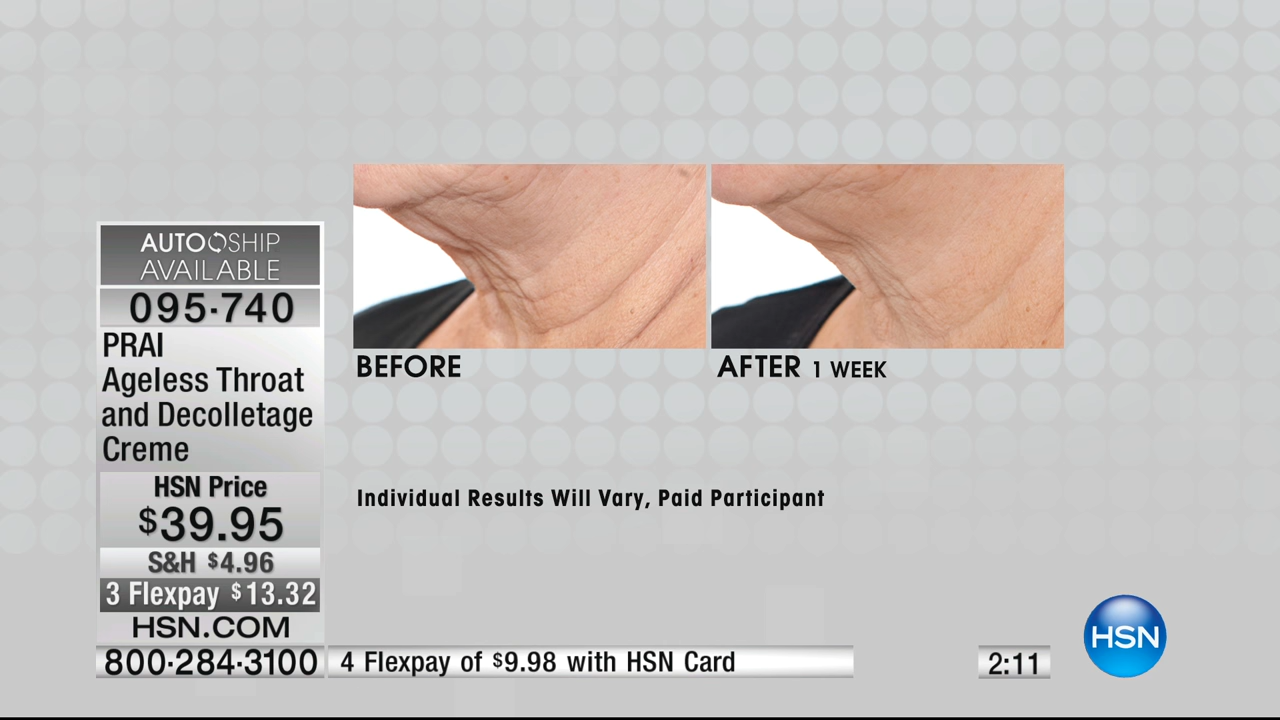 AUTOSHIP
AVAILABLE
095·740
PRAI
Ageless Throat
and Decolletage
Creme
HSN Price
$39.95
S&H $4.96
3 Flexpay $13.32
HSN.COM
800·284·3100
BEFORE
AFTER 1 WEEK
Individual Results Will Vary, Paid Participant
4 Flexpay of $9.98 with HSN Card
2:11
HSN